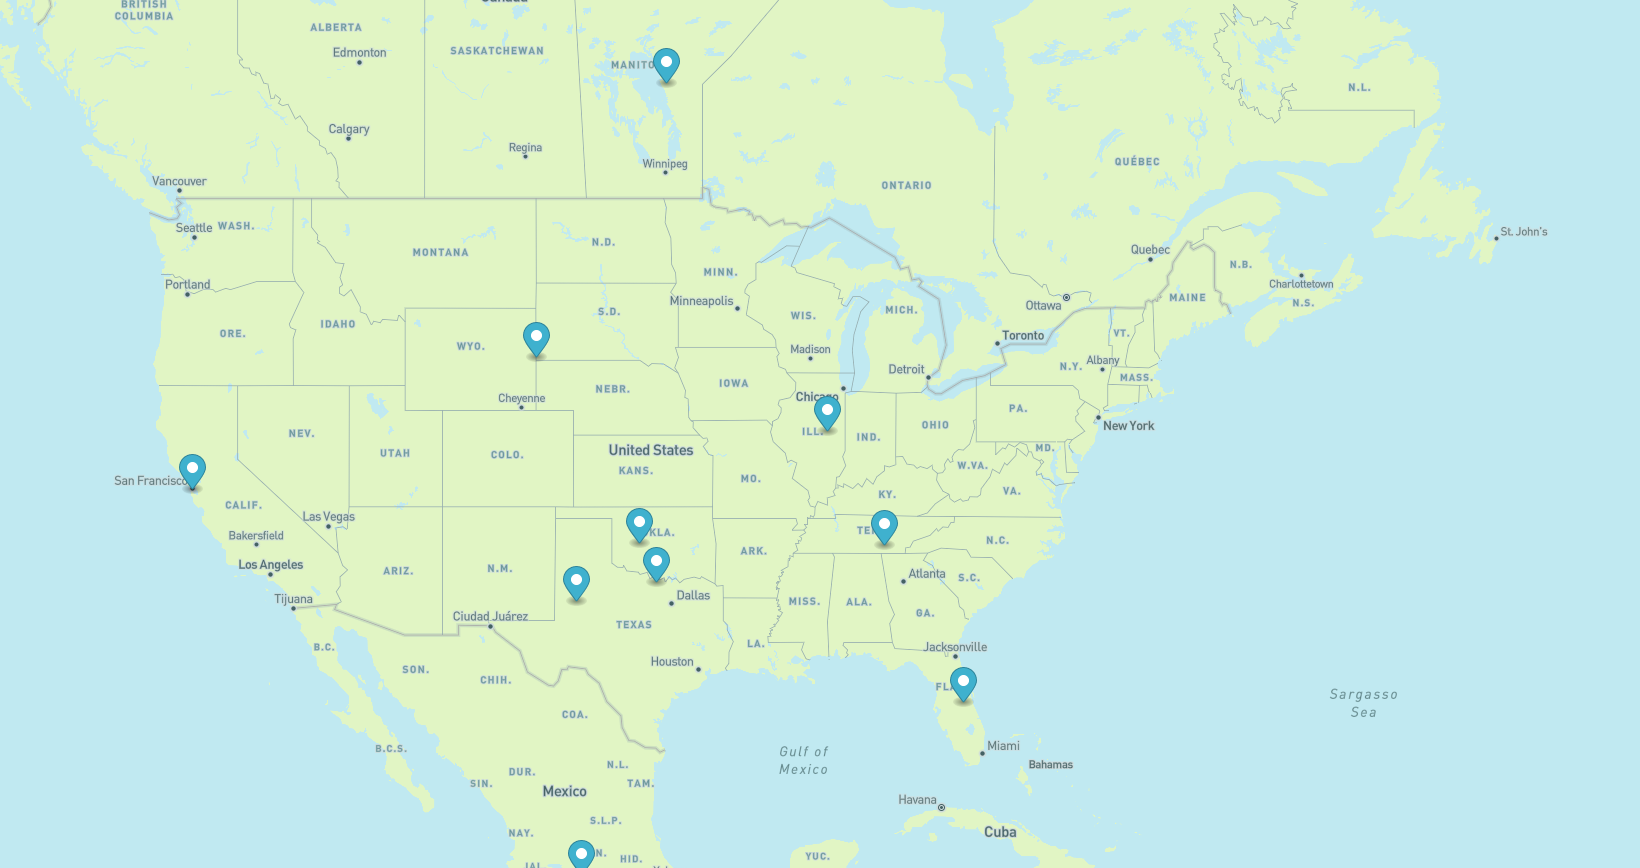 BRITISH
COLUMBIA
Canada
ALBERTA
Edmonton
SASKATCHEWAN
MANITO
N.L.
Calgary
Regina
Winnipeg
QUÉBEC
ONTARIO
Vancouver
Seattle
WASH.
MONTANA
N.D.
MINN.
Quebec
N.B.
St. John's
Portland
Charlottetown
MAINE
N.S.
Minneapolis
Ottawa
ORE.
IDAHO
S.D.
WIS.
MICH.
VT.
Toronto
WYO.
Madison
Albany
N.Y.
Detroit
MASS.
IOWA
NEBR.
Cheyenne
Chicago
PA.
New York
NEV.
UTAH
COLO.
United States
KANS.
ILL.
IND.
OHIO
MD.
W.VA.
San Francisco
CALIF.
MO.
KY.
VA.
Las Vegas
Bakersfield
KLA.
TE
N.C.
Los Angeles
ARIZ.
N.M.
ARK.
Atlanta
S.C.
Tijuana
Dallas
MISS.
ALA.
GA.
Ciudad Juárez
TEXAS
B.C.
LA.
Jacksonville
SON.
CHIH.
Houston
FL
Sargasso
Sea
COA.
B.C.S.
Gulf of
Mexico
Miami
Bahamas
DUR.
N.L.
SIN.
Mexico
TAM.
Havana
S.L.P.
NAY.
Cuba
N.
HID.
YUC.